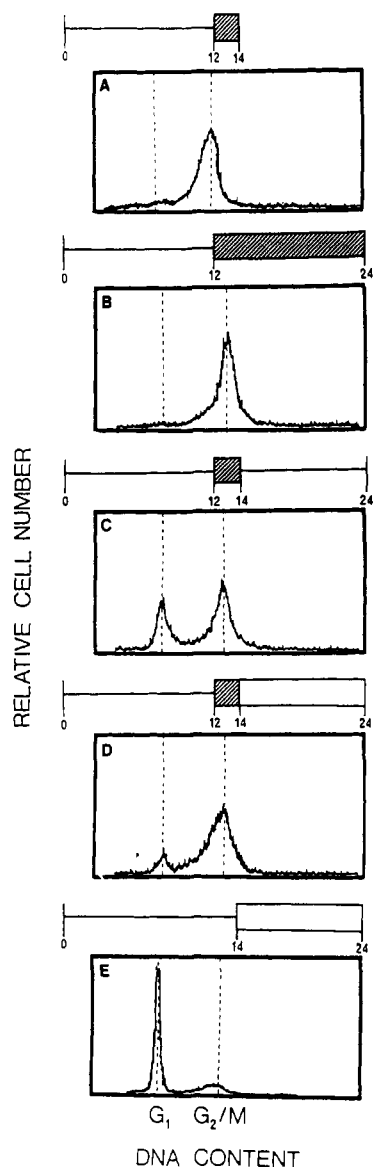 0 12 14
A
0 12 24
B
0 12 14 24
C
0 12 14 24
D
0 14 24
E
G₁ G₂/M
DNA CONTENT
RELATIVE CELL NUMBER